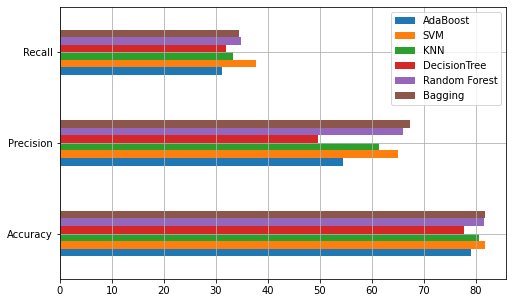 AdaBoost
SVM
KNN
DecisionTree
Random Forest
Bagging
Recall
Precision
Accuracy
0 10 20 30 40 50 60 70 80